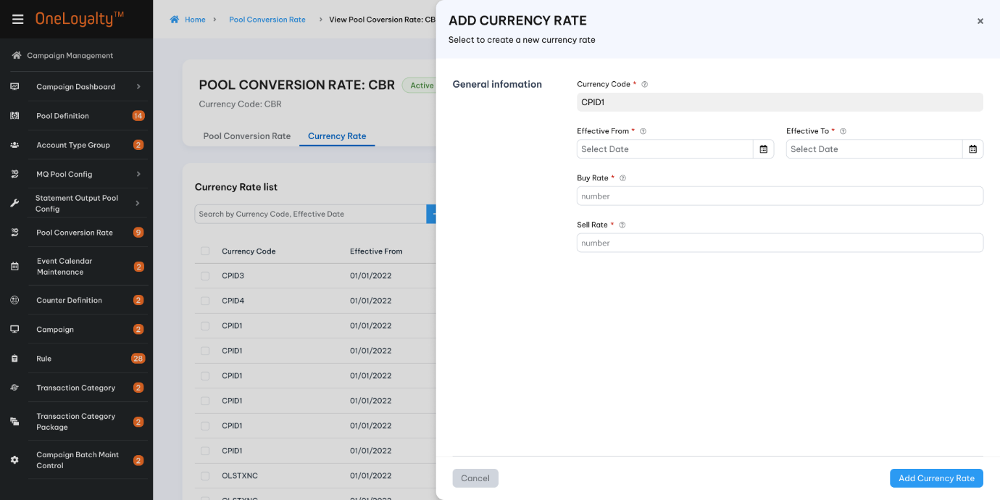 OneLoyalty™
Campaign Management
Campaign Dashboard
Pool Definition 14
Account Type Group 2
MQ Pool Config
Statement Output Pool
Config
Pool Conversion Rate 9
Event Calendar
Maintenance 2
Counter Definition 2
Campaign 2
Rule 28
Transaction Category 2
Transaction Category
Package 2
Campaign Batch Maint
Control 2
Home > Pool Conversion Rate > View Pool Coversion Rate: CB
POOL CONVERSION RATE: CBR Active
Currency Code: CBR
Pool Conversion Rate Currency Rate
Currency Rate list
Search by Currency Code, Effective Date
Currency Code Effective From
CPID3 01/01/2022
CPID4 01/01/2022
CPID1 01/01/2022
CPID1 01/01/2022
CPID1 01/01/2022
CPID1 01/01/2022
CPID1 01/01/2022
CPID1 01/01/2022
OLSTXNC 01/01/2022
OLSTXNC 01/01/2022
ADD CURRENCY RATE
Select to create a new currency rate
General infomation
Currency Code *
CPID1
Effective From * Effective To *
Select Date Select Date
Buy Rate *
number
Sell Rate *
number
Cancel Add Currency Rate